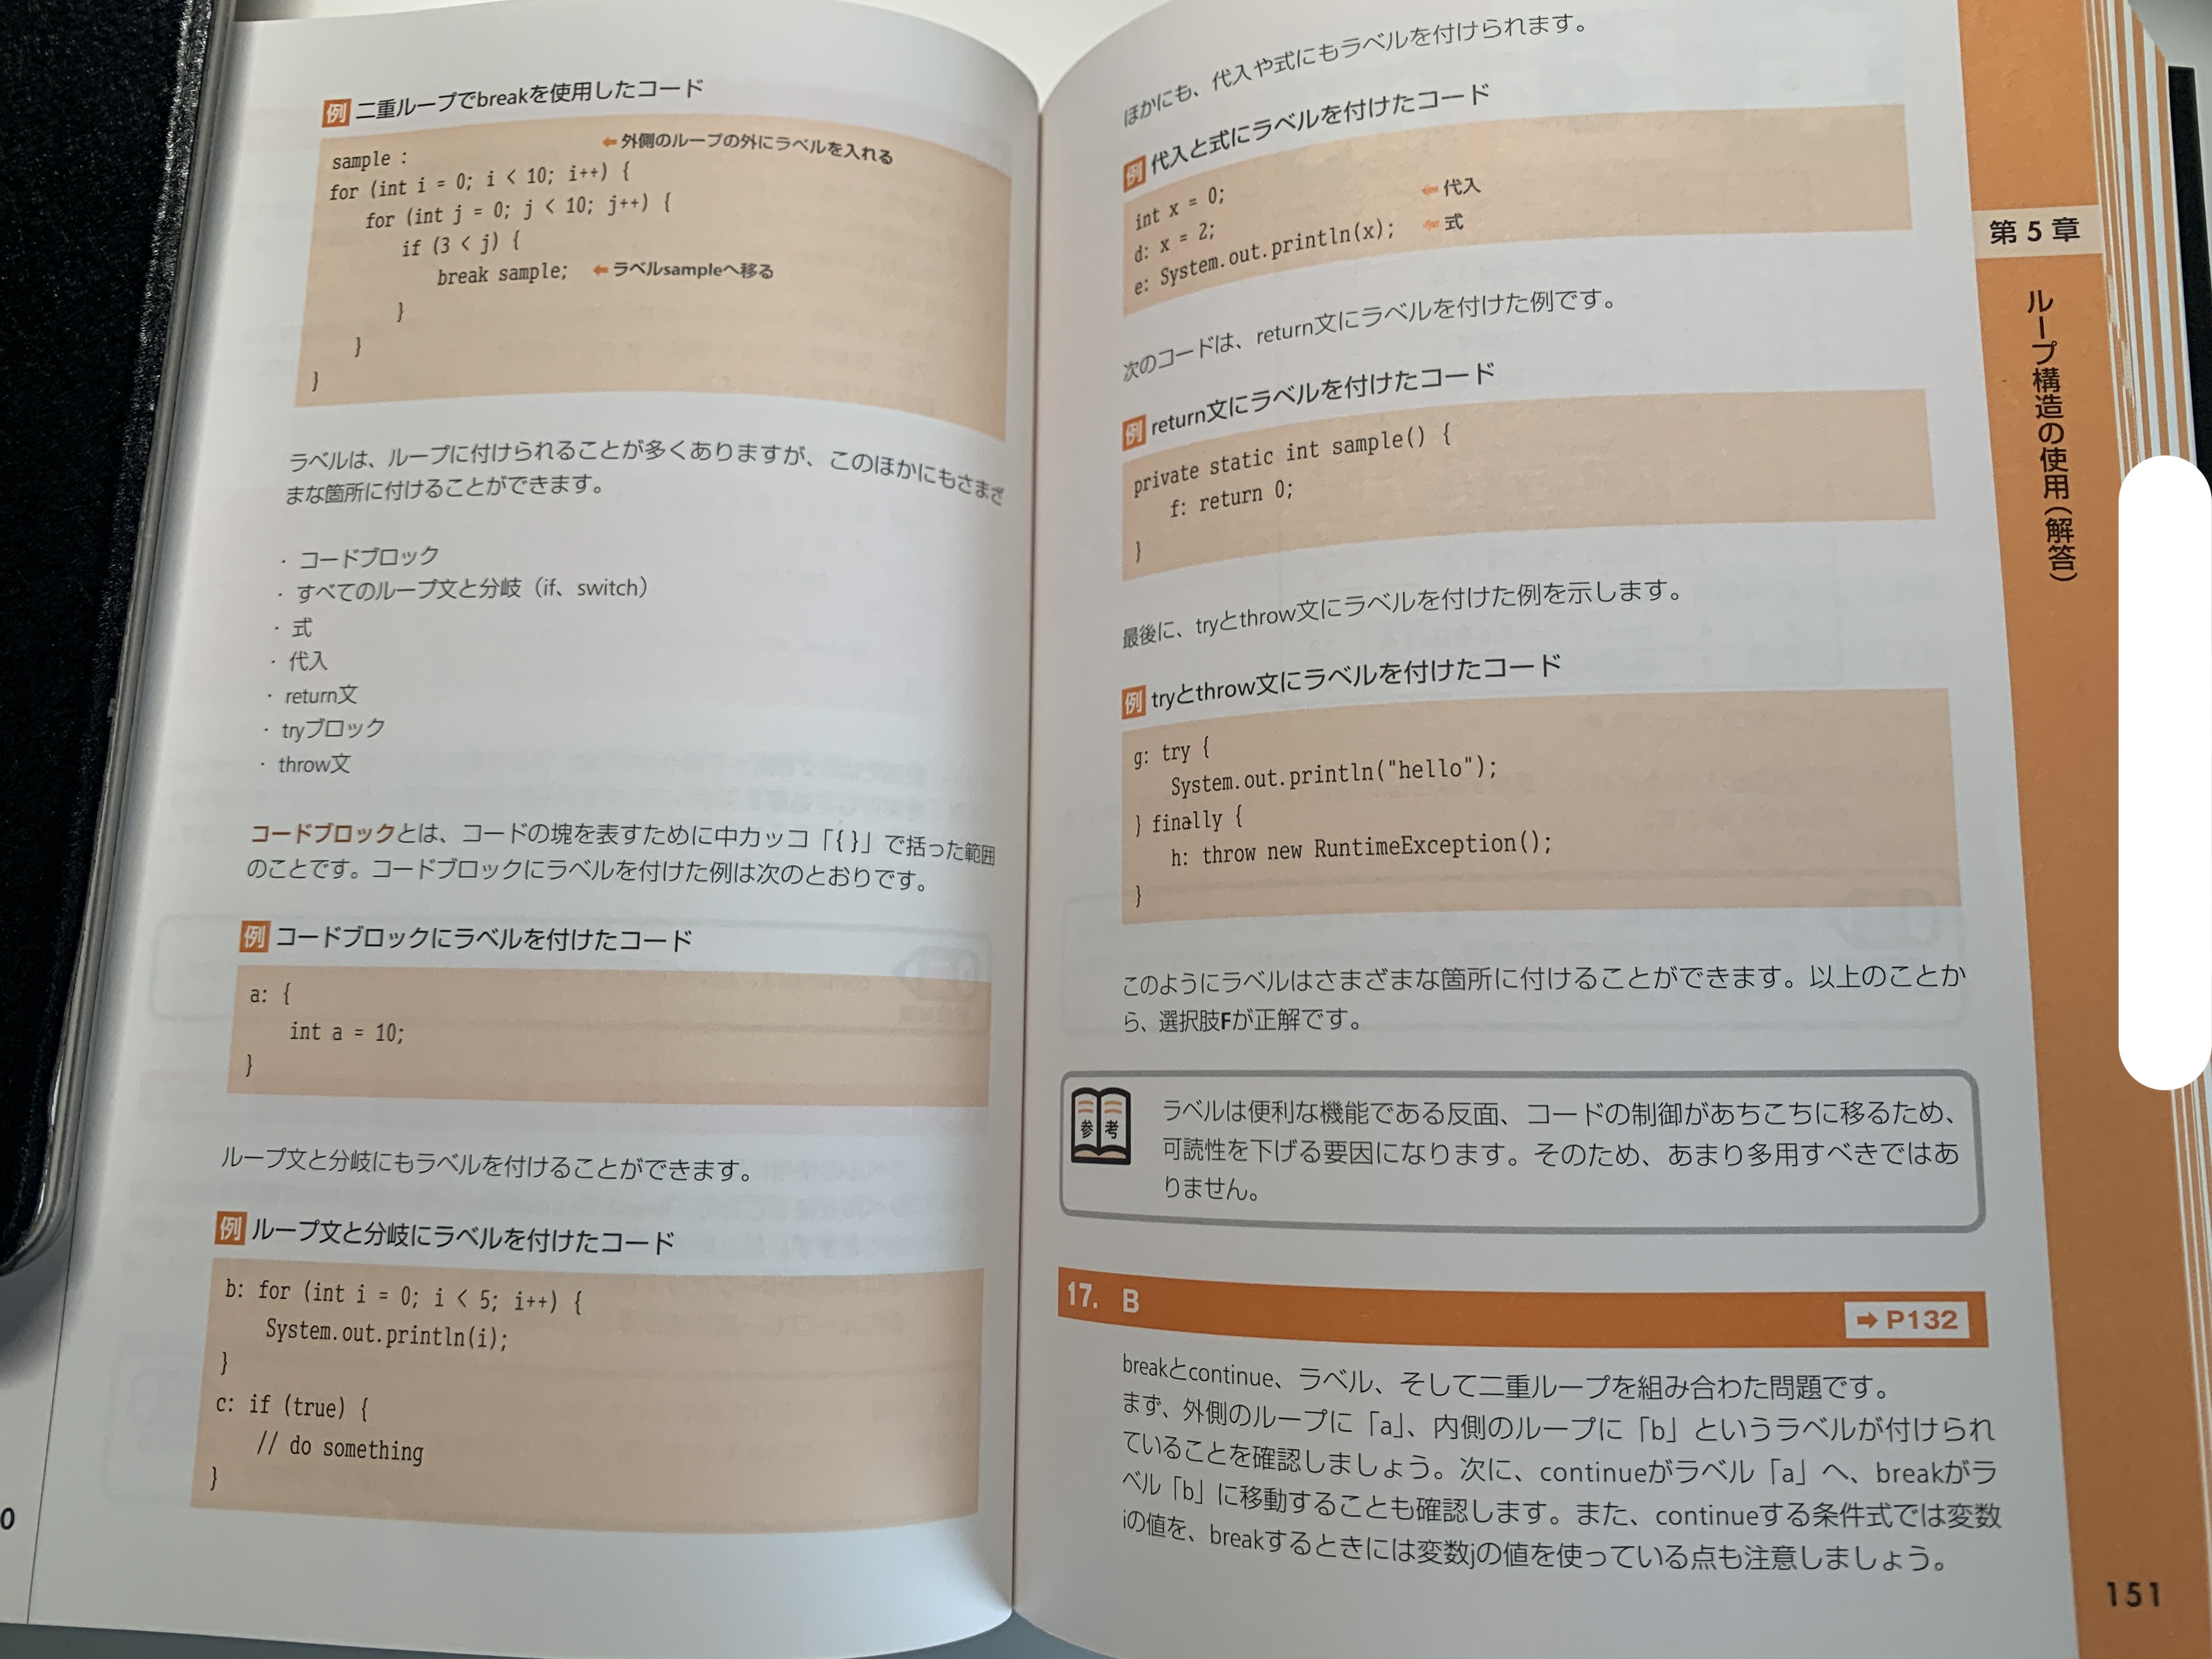 例 二重ループでbreakを使用したコード
sample :
← 外側のループの外にラベルを入れる
for (int i = 0; i < 10; i++) {
for (int j = 0; j < 10; j++) {
if (3 < j) {
break sample; ← ラベルsampleへ移る
}
}
}
ラベルは、ループに付けられることが多くありますが、このほかにもさまざ
まな箇所に付けることができます。
・ コードブロック
・ すべてのループ文と分岐（if、switch）
・ 式
・ 代入
・ return文
・ tryブロック
・ throw文
コードブロックとは、コードの塊を表すために中カッコ「{ }」で括った範囲
のことです。コードブロックにラベルを付けた例は次のとおりです。
例 コードブロックにラベルを付けたコード
a: {
int a = 10;
}
ループ文と分岐にもラベルを付けることができます。
例 ループ文と分岐にラベルを付けたコード
b: for (int i = 0; i < 5; i++) {
System.out.println(i);
}
c: if (true) {
// do something
}
0
ほかにも、代入や式にもラベルを付けられます。
例 代入と式にラベルを付けたコード
int x = 0;
d: x = 2; ← 代入
e: System.out.println(x); ← 式
次のコードは、return文にラベルを付けた例です。
例 return文にラベルを付けたコード
private static int sample() {
f: return 0;
}
最後に、tryとthrow文にラベルを付けた例を示します。
例 tryとthrow文にラベルを付けたコード
g: try {
System.out.println("hello");
} finally {
h: throw new RuntimeException();
}
このようにラベルはさまざまな箇所に付けることができます。以上のことか
ら、選択肢Fが正解です。
参考
ラベルは便利な機能である反面、コードの制御があちこちに移るため、
可読性を下げる要因になります。そのため、あまり多用すべきではあ
りません。
17. B
➡ P132
breakとcontinue、ラベル、そして二重ループを組み合わた問題です。
まず、外側のループに「a」、内側のループに「b」というラベルが付けられ
ていることを確認しましょう。次に、continueがラベル「a」へ、breakがラ
ベル「b」に移動することも確認します。また、continueする条件式では変数
iの値を、breakするときには変数jの値を使っている点も注意しましょう。
第 5 章
ループ構造の使用（解答）
151